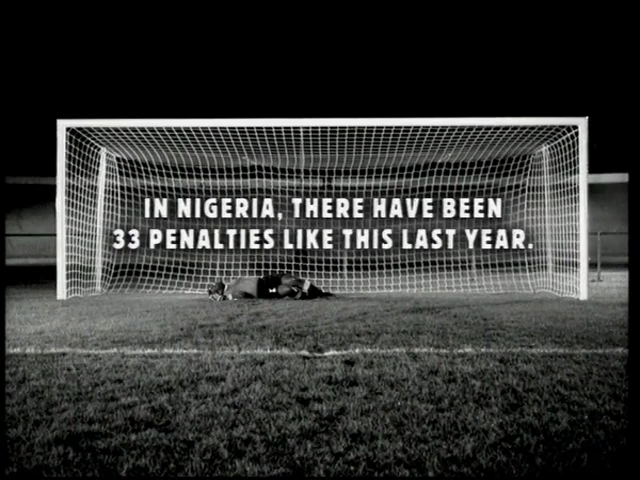 IN NIGERIA, THERE HAVE BEEN
33 PENALTIES LIKE THIS LAST YEAR.